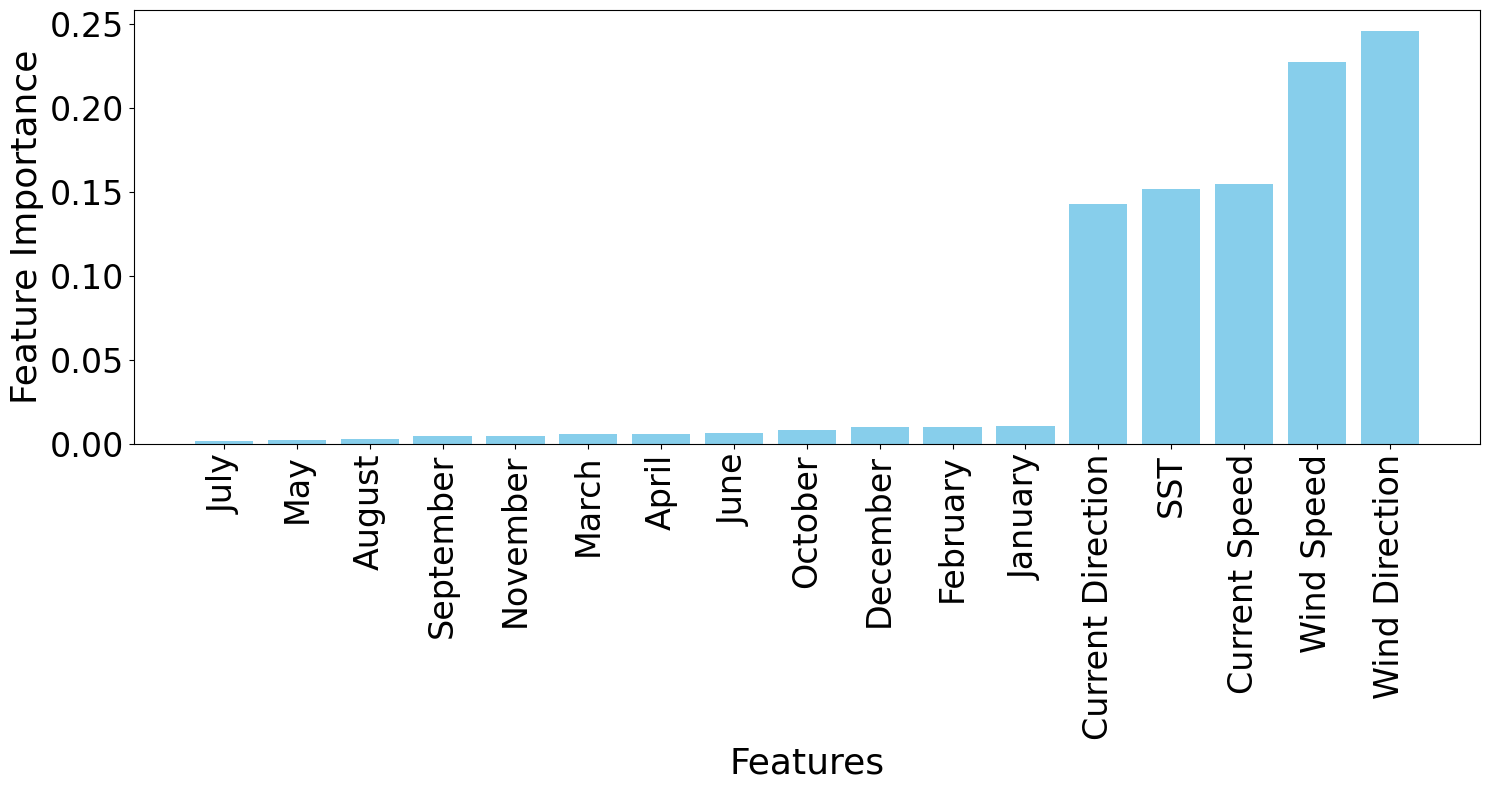 Feature Importance
0.25
0.20
0.15
0.10
0.05
0.00
July
May
August
September
November
March
April
June
October
December
February
January
Current Direction
SST
Current Speed
Wind Speed
Wind Direction
Features